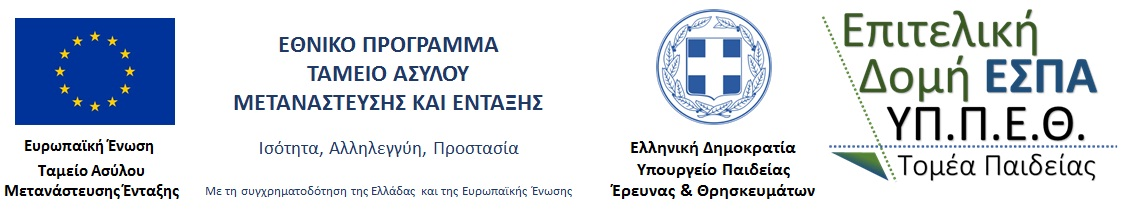 Ευρωπαϊκή Ένωση
Ταμείο Ασύλου
Μετανάστευσης Ένταξης
ΕΘΝΙΚΟ ΠΡΟΓΡΑΜΜΑ
ΤΑΜΕΙΟ ΑΣΥΛΟΥ
ΜΕΤΑΝΑΣΤΕΥΣΗΣ ΚΑΙ ΕΝΤΑΞΗΣ
Ισότητα, Αλληλεγγύη, Προστασία
Με τη συγχρηματοδότηση της Ελλάδας και της Ευρωπαϊκής Ένωσης
Ελληνική Δημοκρατία
Υπουργείο Παιδείας
Έρευνας & Θρησκευμάτων
Επιτελική
Δομή ΕΣΠΑ
ΥΠ.Π.Ε.Θ.
Τομέα Παιδείας